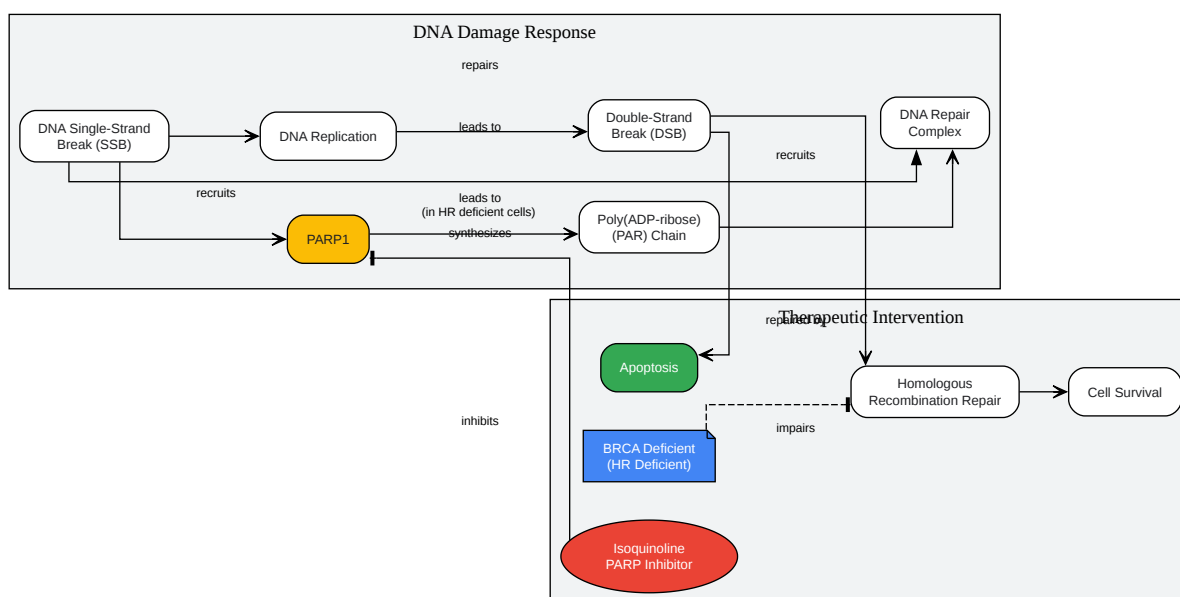 DNA Damage Response
repairs
DNA Single-Strand
Break (SSB)
DNA Replication
leads to
Double-Strand
Break (DSB)
DNA Repair
Complex
recruits
recruits
leads to
(in HR deficient cells)
synthesizes
PARP1
Poly(ADP-ribose)
(PAR) Chain
Therapeutic Intervention
repaired by
Apoptosis
Homologous
Recombination Repair
Cell Survival
inhibits
impairs
BRCA Deficient
(HR Deficient)
Isoquinoline
PARP Inhibitor